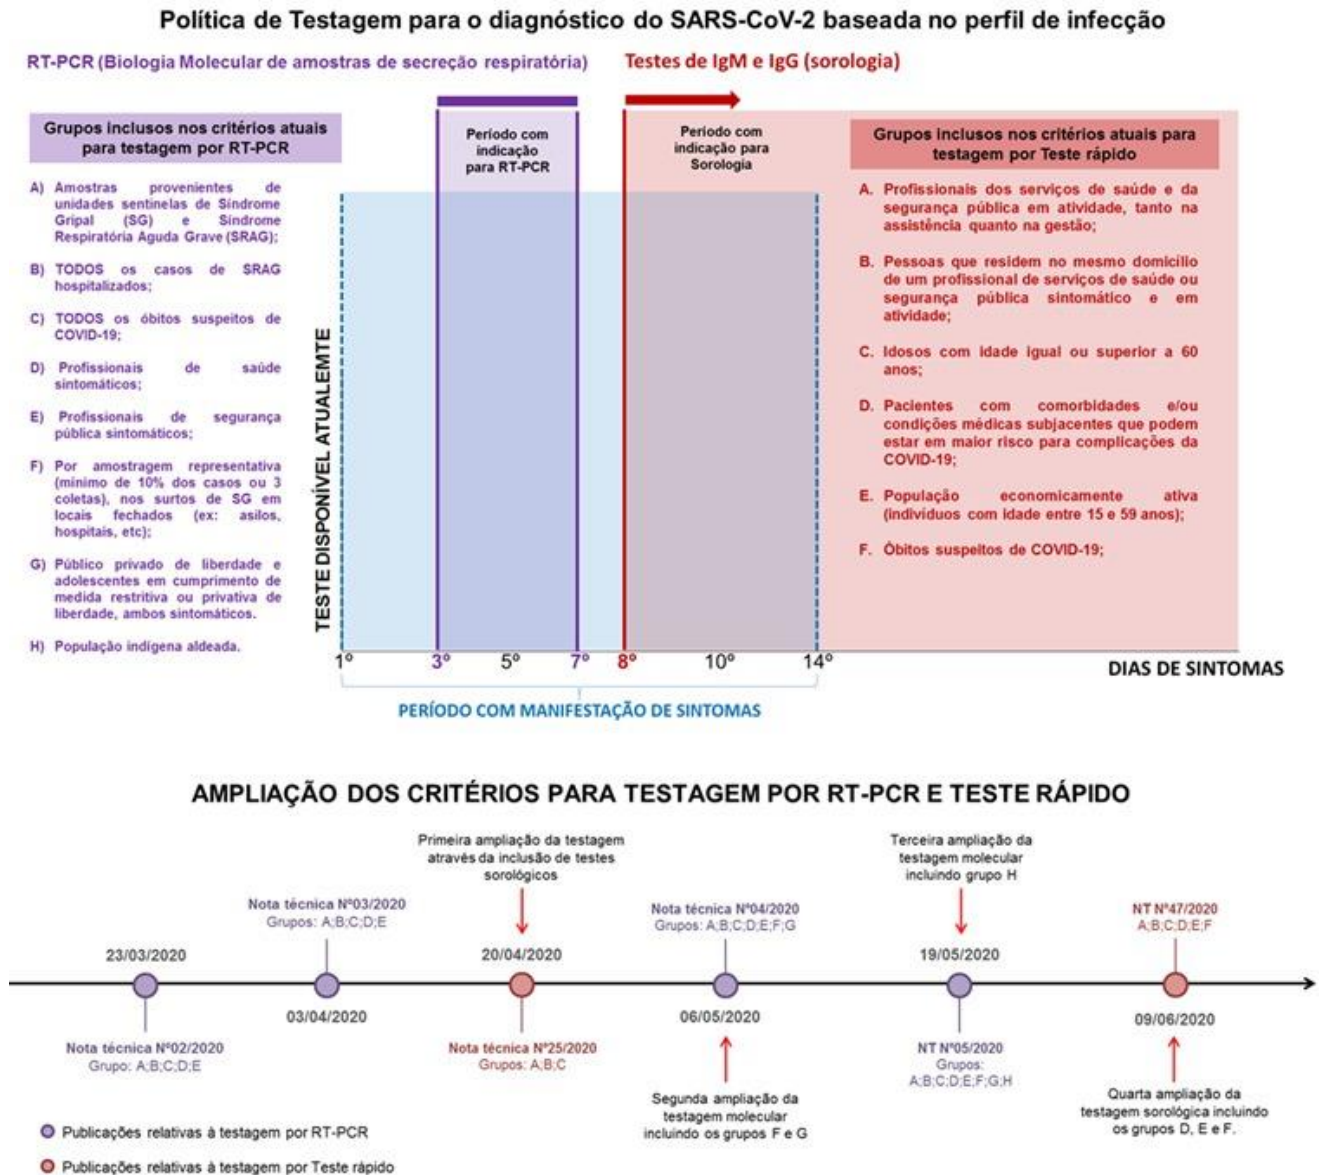 Política de Testagem para o diagnóstico do SARS-CoV-2 baseada no perfil de infecção
RT-PCR (Biologia Molecular de amostras de secreção respiratória)
Testes de IgM e IgG (sorologia)
Grupos inclusos nos critérios atuais
para testagem por RT-PCR
A) Amostras provenientes de
unidades sentinelas de Síndrome
Gripal (SG) e Síndrome
Respiratória Aguda Grave (SRAG);
B) TODOS os casos de SRAG
hospitalizados;
C) TODOS os óbitos suspeitos de
COVID-19;
D) Profissionais de saúde
sintomáticos;
E) Profissionais de segurança
pública sintomáticos;
F) Por amostragem representativa
(mínimo de 10% dos casos ou 3
coletas), nos surtos de SG em
locais fechados (ex: asilos,
hospitais, etc);
G) Público privado de liberdade e
adolescentes em cumprimento de
medida restritiva ou privativa de
liberdade, ambos sintomáticos.
H) População indígena aldeada.
TESTE DISPONÍVEL ATUALEMTE
Período com
indicação
para RT-PCR
Período com
indicação para
Sorologia
Grupos inclusos nos critérios atuais para
testagem por Teste rápido
A. Profissionais dos serviços de saúde e da
segurança pública em atividade, tanto na
assistência quanto na gestão;
B. Pessoas que residem no mesmo domicílio
de um profissional de serviços de saúde ou
segurança pública sintomático e em
atividade;
C. Idosos com idade igual ou superior a 60
anos;
D. Pacientes com comorbidades e/ou
condições médicas subjacentes que podem
estar em maior risco para complicações da
COVID-19;
E. População economicamente ativa
(indivíduos com idade entre 15 e 59 anos);
F. Óbitos suspeitos de COVID-19;
1º 3º 5º 7º 8º 10º 14º
DIAS DE SINTOMAS
PERÍODO COM MANIFESTAÇÃO DE SINTOMAS
AMPLIAÇÃO DOS CRITÉRIOS PARA TESTAGEM POR RT-PCR E TESTE RÁPIDO
23/03/2020
Nota técnica Nº02/2020
Grupo: A;B;C;D;E
Nota técnica Nº03/2020
Grupos: A;B;C;D;E
03/04/2020
Primeira ampliação da testagem
através da inclusão de testes
sorológicos
20/04/2020
Nota técnica Nº25/2020
Grupos: A;B;C
Nota técnica Nº04/2020
Grupos: A;B;C;D;E;F;G
06/05/2020
Segunda ampliação da
testagem molecular
incluindo os grupos F e G
Terceira ampliação da
testagem molecular
incluindo grupo H
19/05/2020
NT Nº05/2020
Grupos:
A;B;C;D;E;F;G;H
NT Nº47/2020
A;B;C;D;E;F
09/06/2020
Quarta ampliação da
testagem sorológica incluindo
os grupos D, E e F.
Publicações relativas à testagem por RT-PCR
Publicações relativas à testagem por Teste rápido